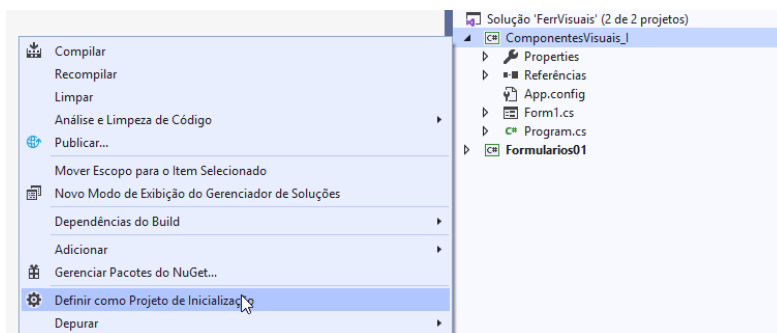 Compilar
Recompilar
Limpar
Análise e Limpeza de Código
Publicar...
Mover Escopo para o Item Selecionado
Novo Modo de Exibição do Gerenciador de Soluções
Dependências do Build
Adicionar
Gerenciar Pacotes do NuGet...
Definir como Projeto de Inicialização
Depurar
Solução 'FerrVisuais' (2 de 2 projetos)
C# ComponentesVisuais_I
Properties
Referências
App.config
Form1.cs
C# Program.cs
C# Formularios01